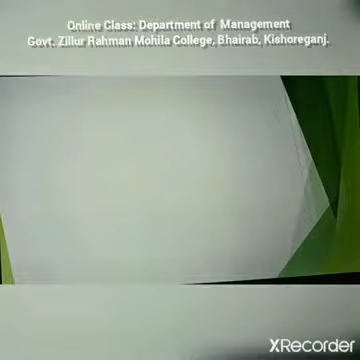 Online Class: Department of Management
Govt. Zillur Rahman Mohila College, Bhairab, Kishoreganj.
XRecorder